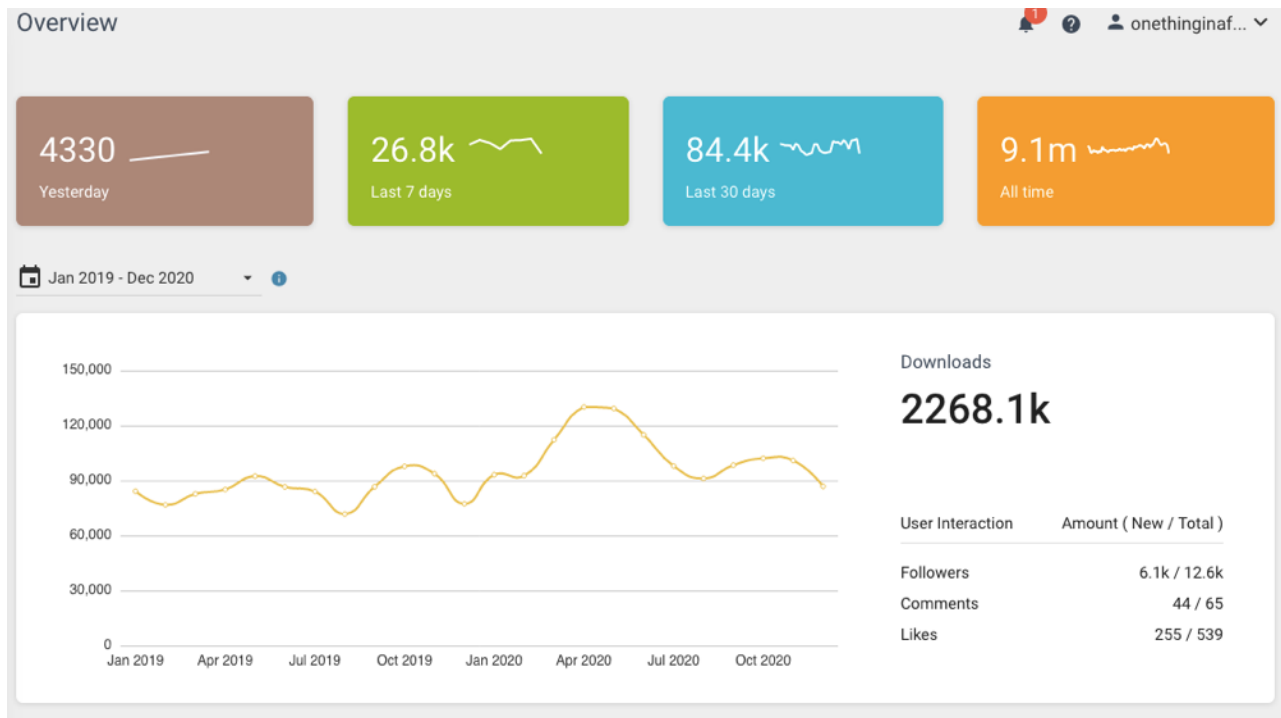 Overview
1
onethinginaf...
4330
Yesterday
26.8k
Last 7 days
84.4k
Last 30 days
9.1m
All time
Jan 2019 - Dec 2020
150,000
120,000
90,000
60,000
30,000
0
Jan 2019 Apr 2019 Jul 2019 Oct 2019 Jan 2020 Apr 2020 Jul 2020 Oct 2020
Downloads
2268.1k
User Interaction Amount ( New / Total )
Followers 6.1k / 12.6k
Comments 44 / 65
Likes 255 / 539